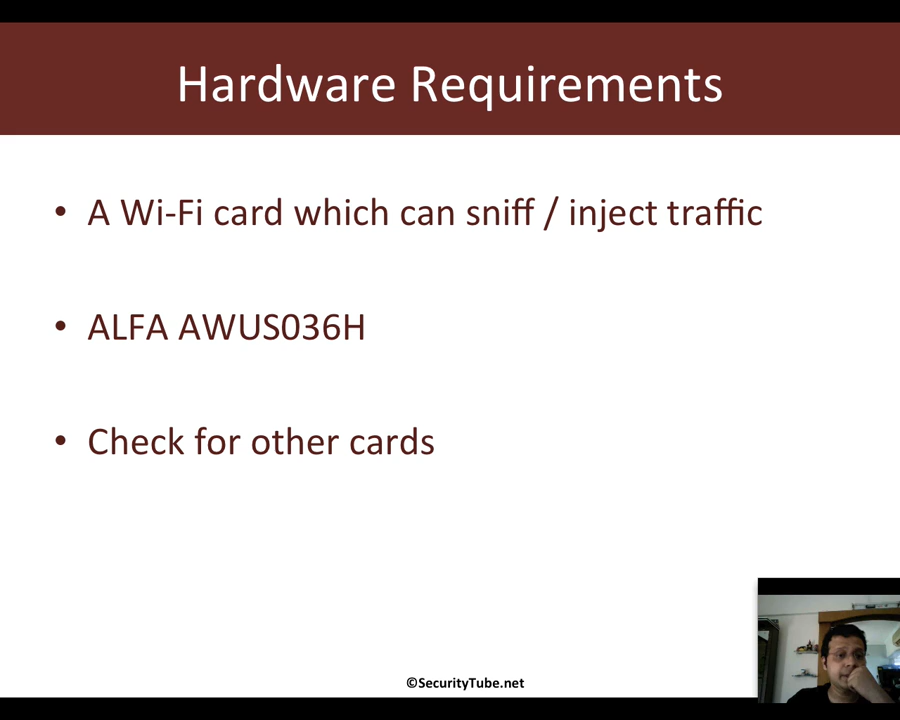 Hardware Requirements
• A Wi-Fi card which can sniff / inject traffic
• ALFA AWUS036H
• Check for other cards
©SecurityTube.net